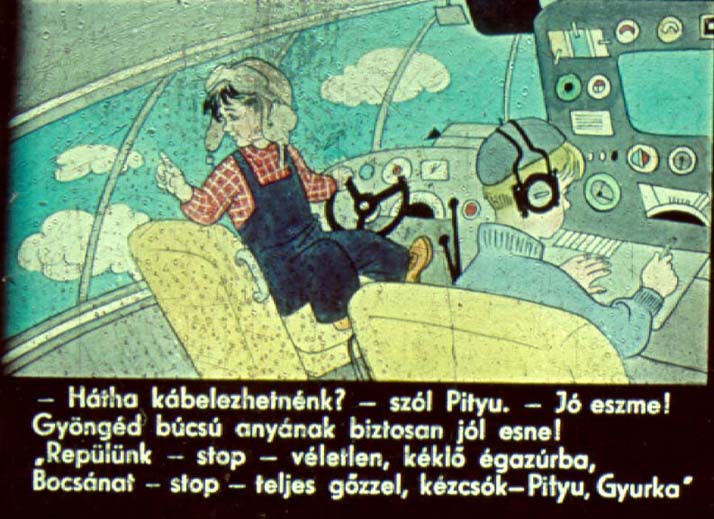 – Hátha kábelezhetnénk? – szól Pityu. – Jó eszme!
Gyöngéd búcsú anyának biztosan jól esne!
„Repülünk – stop – véletlen, kéklő égazúrba,
Bocsánat – stop – teljes gőzzel, kézcsók–Pityu, Gyurka"